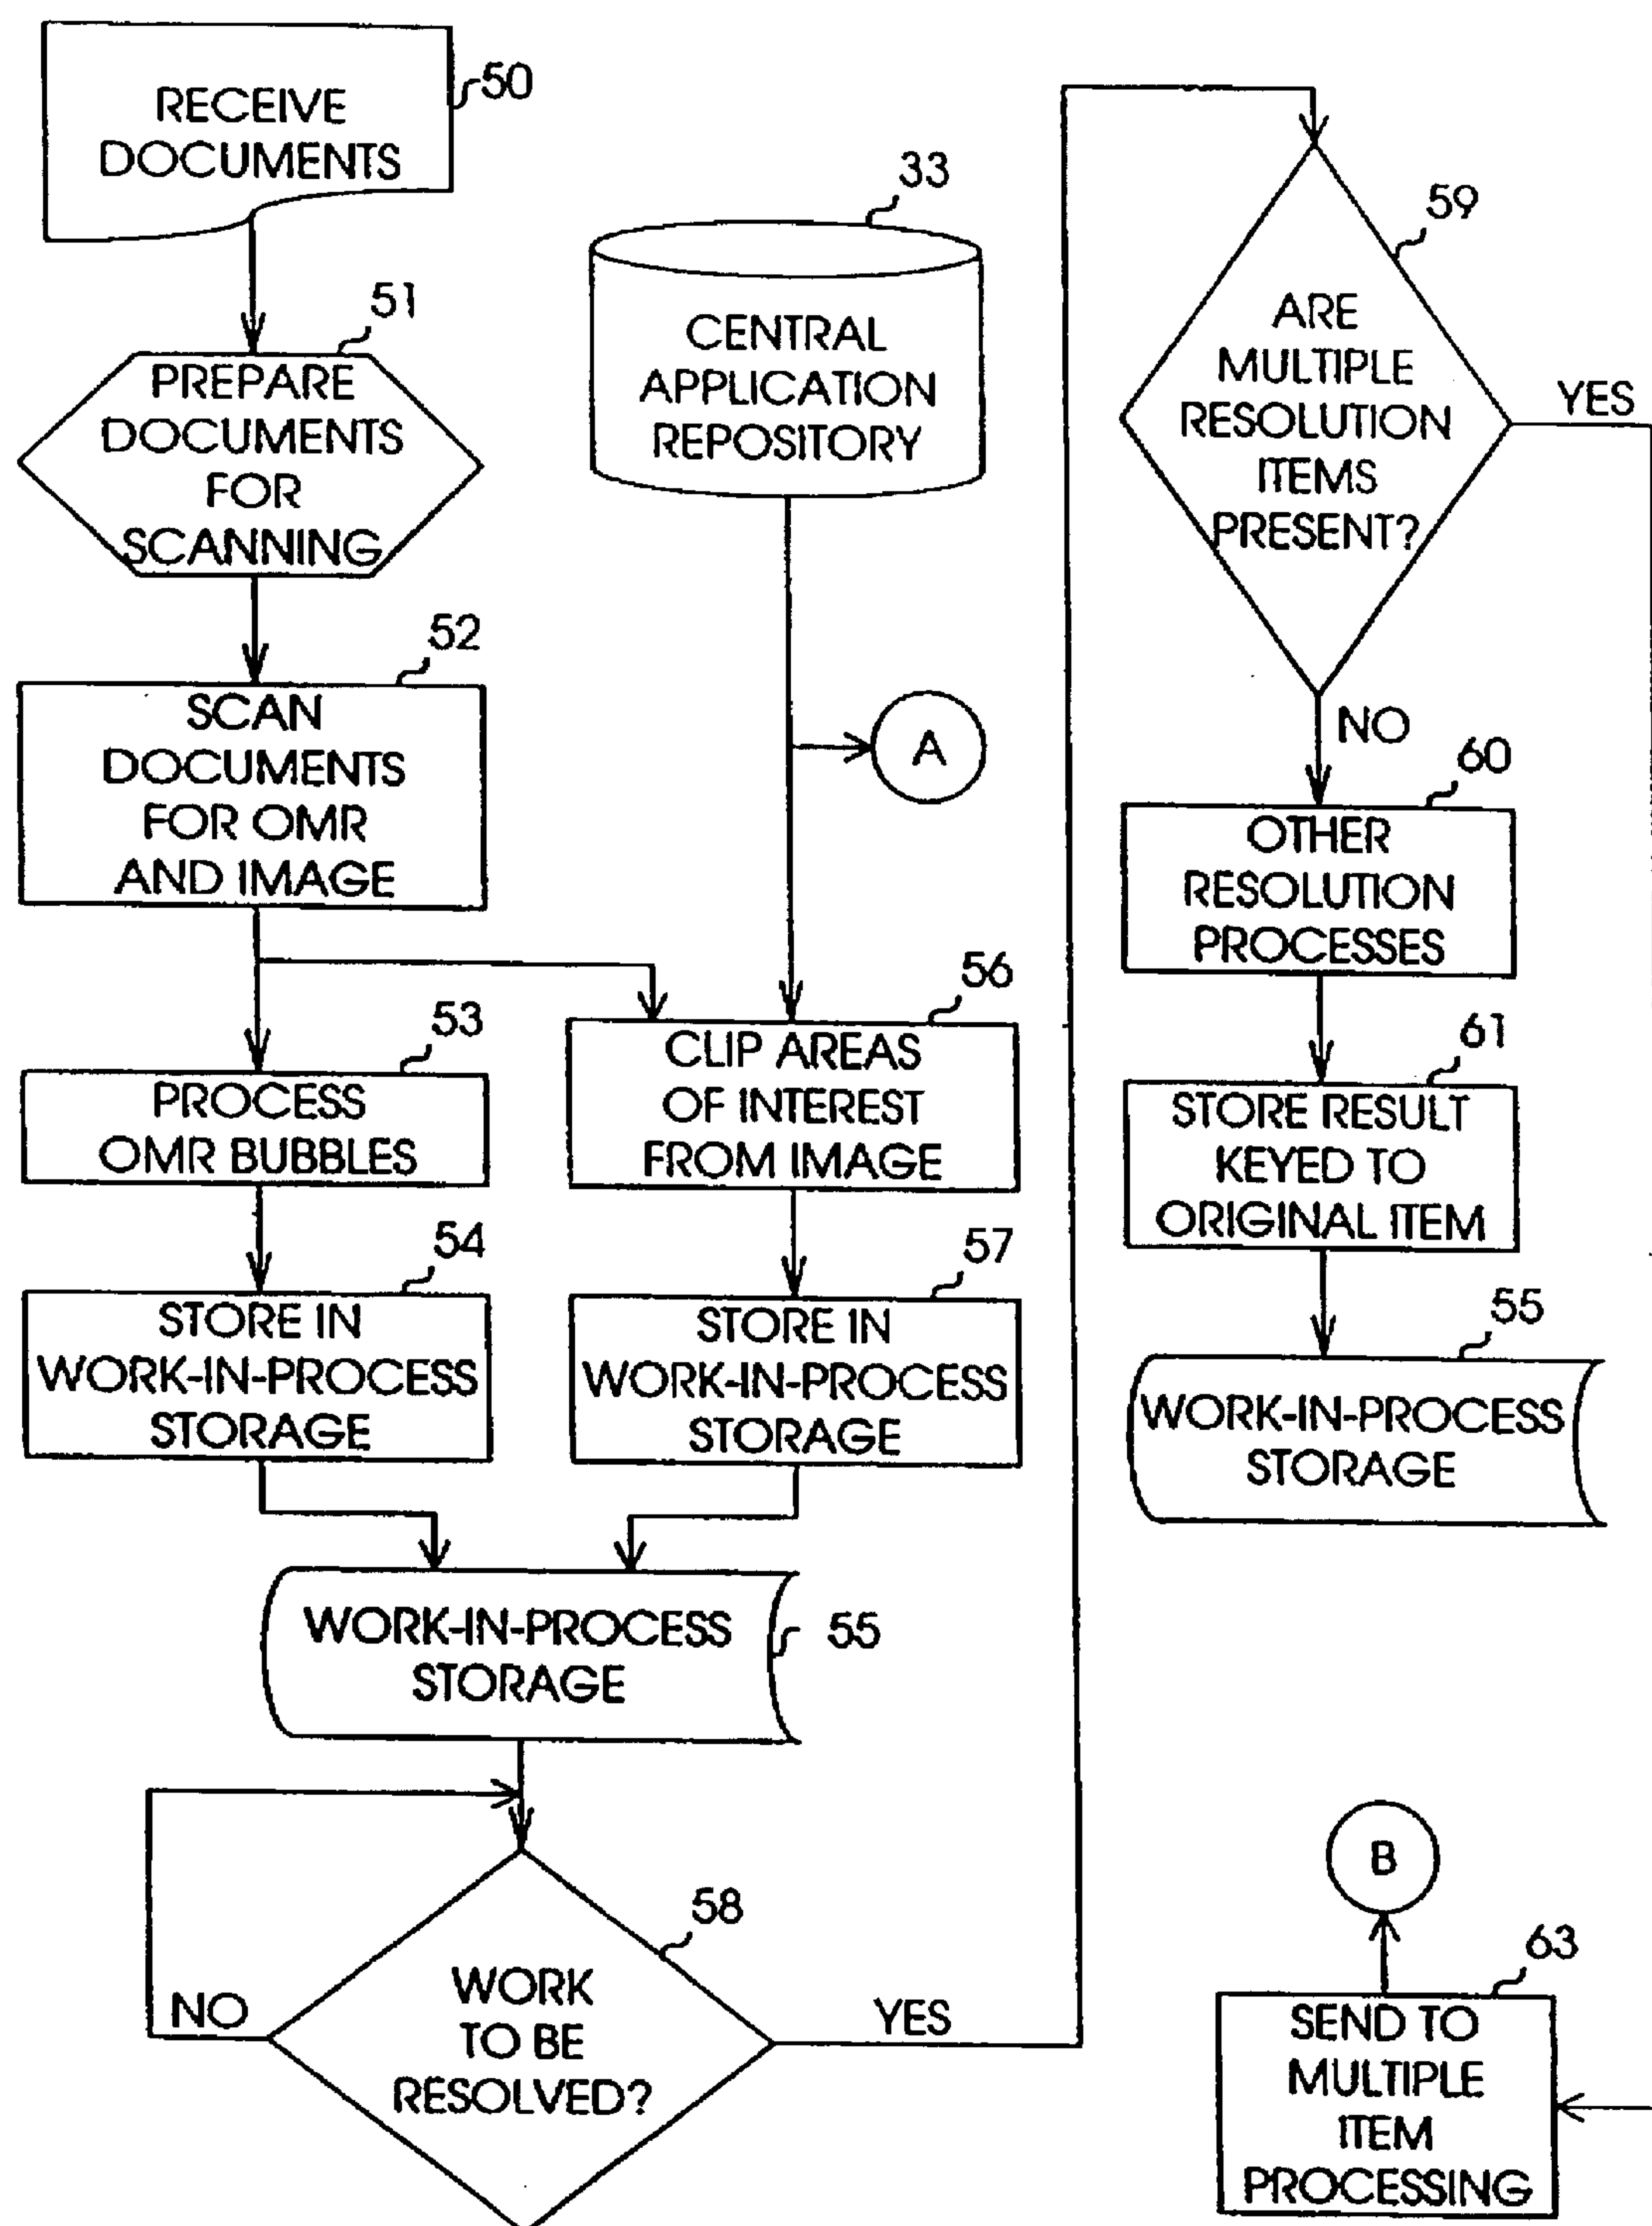 RECEIVE
DOCUMENTS
50
51
PREPARE
DOCUMENTS
FOR
SCANNING
52
SCAN
DOCUMENTS
FOR OMR
AND IMAGE
53
PROCESS
OMR BUBBLES
54
STORE IN
WORK-IN-PROCESS
STORAGE
33
CENTRAL
APPLICATION
REPOSITORY
A
56
CLIP AREAS
OF INTEREST
FROM IMAGE
57
STORE IN
WORK-IN-PROCESS
STORAGE
WORK-IN-PROCESS
STORAGE
55
58
WORK
TO BE
RESOLVED?
NO
YES
59
ARE
MULTIPLE
RESOLUTION
ITEMS
PRESENT?
YES
NO
60
OTHER
RESOLUTION
PROCESSES
61
STORE RESULT
KEYED TO
ORIGINAL ITEM
55
WORK-IN-PROCESS
STORAGE
B
63
SEND TO
MULTIPLE
ITEM
PROCESSING